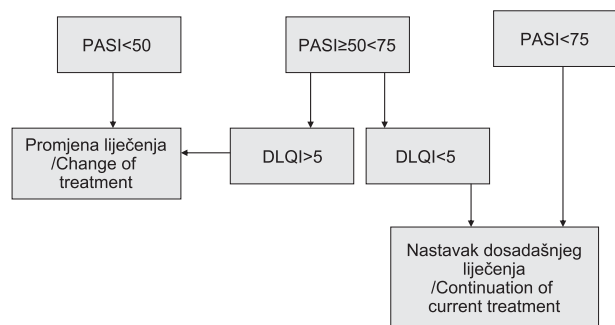 PASI<50
PASI≥50<75
PASI<75
Promjena liječenja
/Change of
treatment
DLQI>5
DLQI<5
Nastavak dosadašnjeg
liječenja
/Continuation of
current treatment